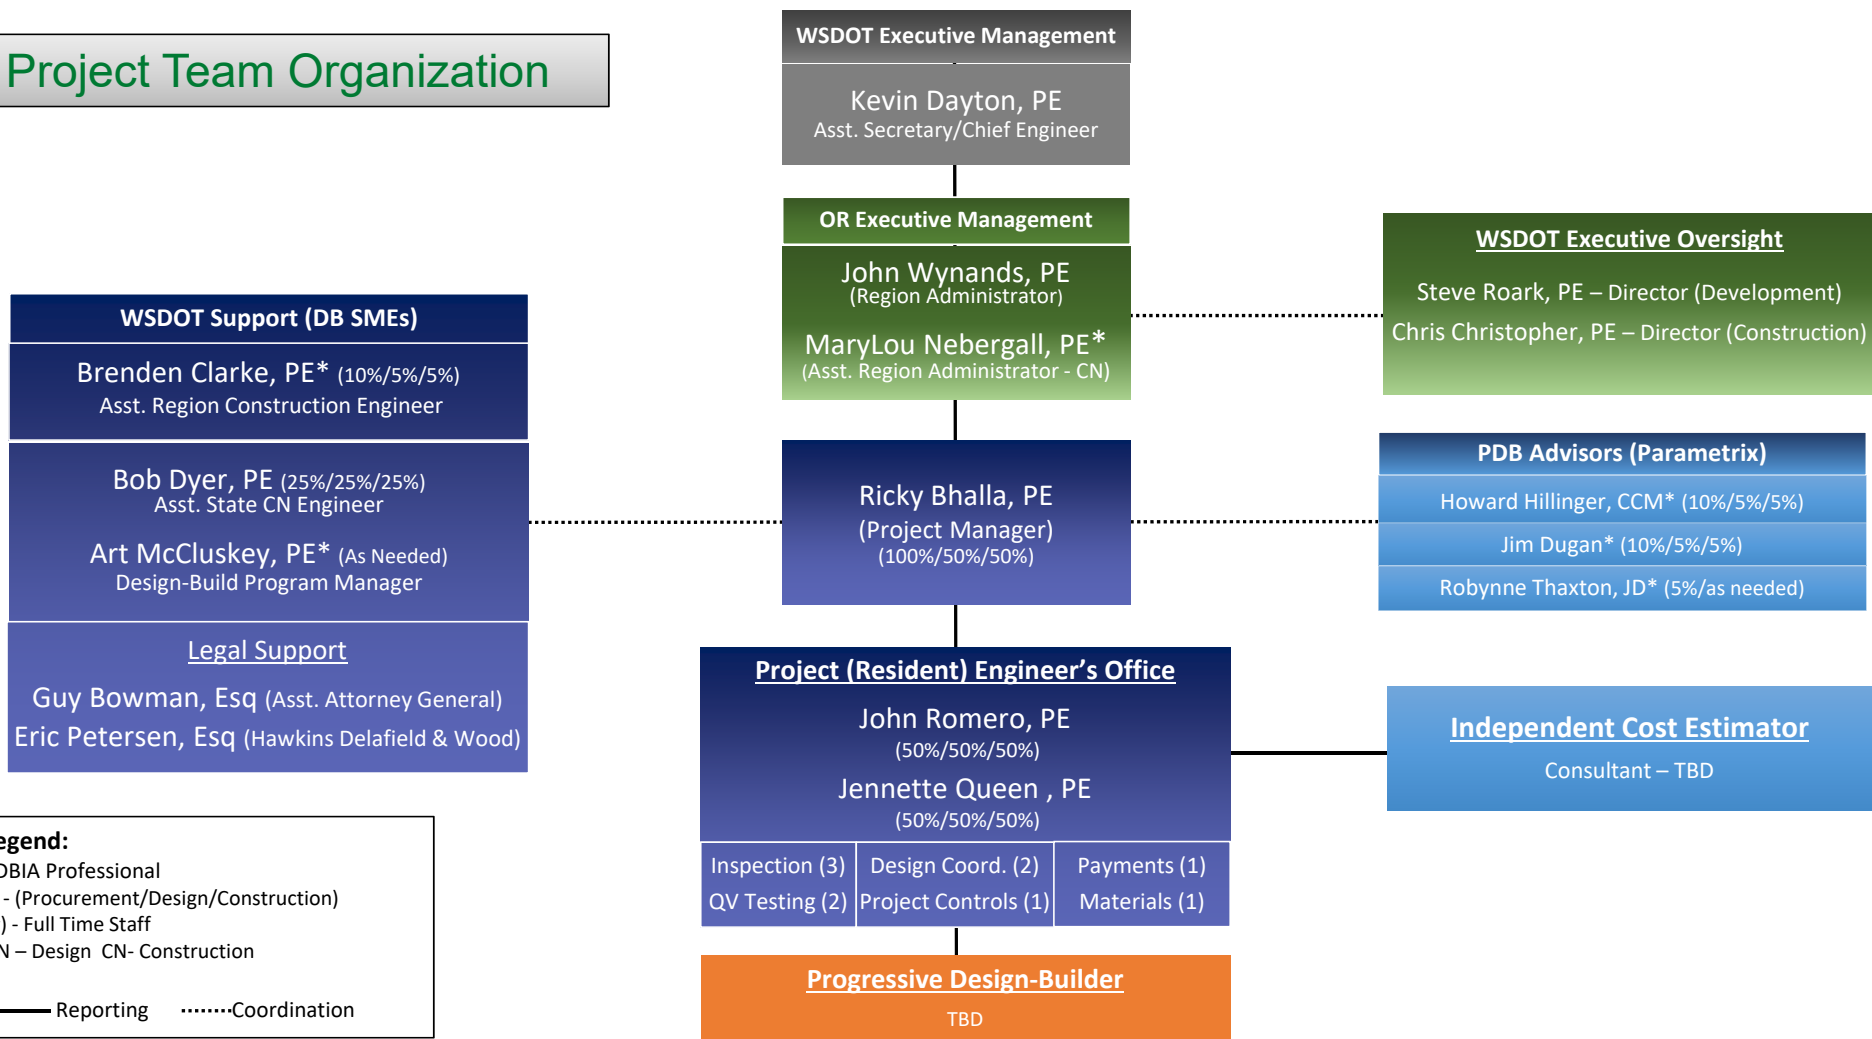 Project Team Organization
WSDOT Executive Management
Kevin Dayton, PE
Asst. Secretary/Chief Engineer
OR Executive Management
John Wynands, PE
(Region Administrator)
MaryLou Nebergall, PE*
(Asst. Region Administrator - CN)
WSDOT Executive Oversight
Steve Roark, PE – Director (Development)
Chris Christopher, PE – Director (Construction)
WSDOT Support (DB SMEs)
Brenden Clarke, PE* (10%/5%/5%)
Asst. Region Construction Engineer
Bob Dyer, PE (25%/25%/25%)
Asst. State CN Engineer
Art McCluskey, PE* (As Needed)
Design-Build Program Manager
Legal Support
Guy Bowman, Esq (Asst. Attorney General)
Eric Petersen, Esq (Hawkins Delafield & Wood)
Ricky Bhalla, PE
(Project Manager)
(100%/50%/50%)
PDB Advisors (Parametrix)
Howard Hillinger, CCM* (10%/5%/5%)
Jim Dugan* (10%/5%/5%)
Robynne Thaxton, JD* (5%/as needed)
Project (Resident) Engineer’s Office
John Romero, PE
(50%/50%/50%)
Jennette Queen , PE
(50%/50%/50%)
Inspection (3)
QV Testing (2)
Design Coord. (2)
Project Controls (1)
Payments (1)
Materials (1)
Independent Cost Estimator
Consultant – TBD
Progressive Design-Builder
TBD
egend:
DBIA Professional
- (Procurement/Design/Construction)
) - Full Time Staff
N – Design CN- Construction
Reporting
Coordination